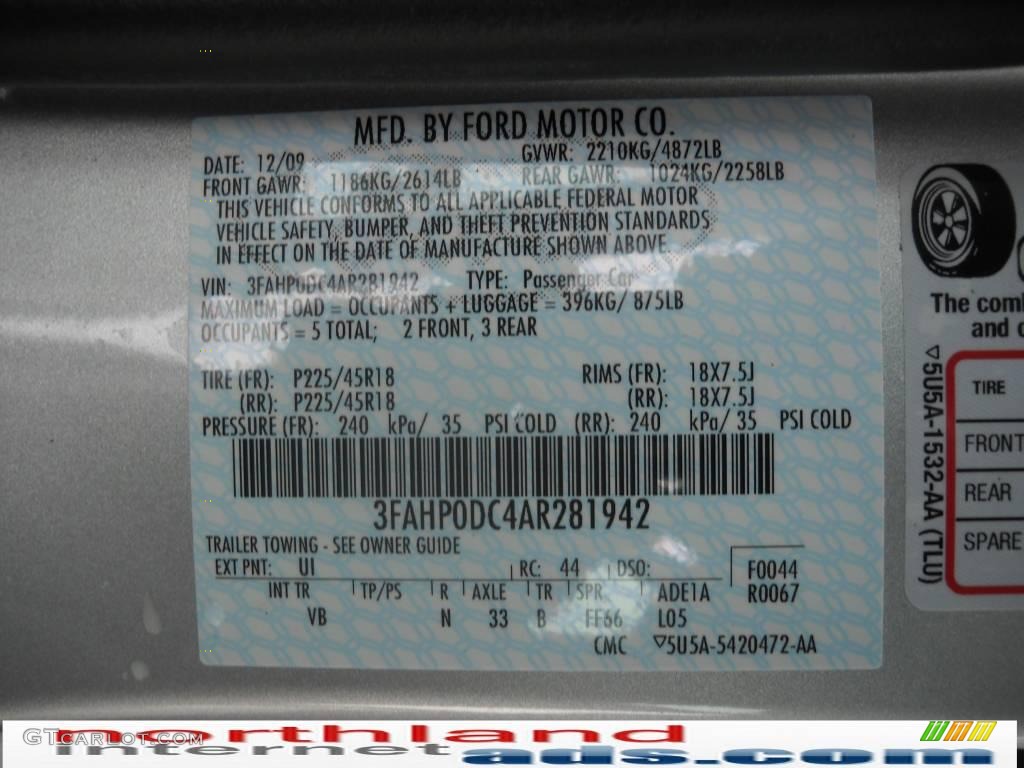 MFD. BY FORD MOTOR CO.
DATE: 12/09 GVWR: 2210KG/4872LB
FRONT GAWR: 1186KG/2614LB REAR GAWR: 1024KG/2258LB
THIS VEHICLE CONFORMS TO ALL APPLICABLE FEDERAL MOTOR
VEHICLE SAFETY, BUMPER, AND THEFT PREVENTION STANDARDS
IN EFFECT ON THE DATE OF MANUFACTURE SHOWN ABOVE.
VIN: 3FAHP0DC4AR281942 TYPE: Passenger Car
MAXIMUM LOAD = OCCUPANTS + LUGGAGE = 396KG/ 875LB
OCCUPANTS = 5 TOTAL; 2 FRONT, 3 REAR
TIRE (FR): P225/45R18 RIMS (FR): 18X7.5J
(RR): P225/45R18 (RR): 18X7.5J
PRESSURE (FR): 240 kPa/ 35 PSI COLD (RR): 240 kPa/ 35 PSI COLD
3FAHP0DC4AR281942
TRAILER TOWING - SEE OWNER GUIDE
EXT PNT: UI RC: 44 DSO: F0044
INT TR TP/PS R AXLE TR SPR ADE1A R0067
VB N 33 B FF66 L05
CMC ▽5U5A-5420472-AA
The com
and
▽5U5A-1532-AA (TLU)
TIRE
FRONT
REAR
SPARE
GTCarLot.com
northland
internet ads.com